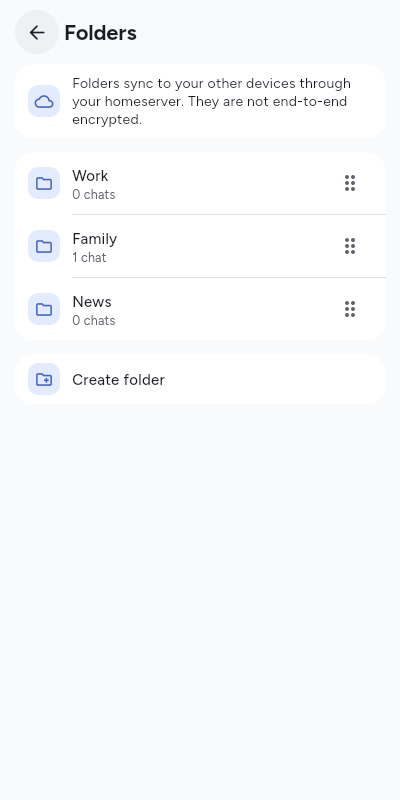 Folders
Folders sync to your other devices through
your homeserver. They are not end-to-end
encrypted.
Work
0 chats
Family
1 chat
News
0 chats
Create folder